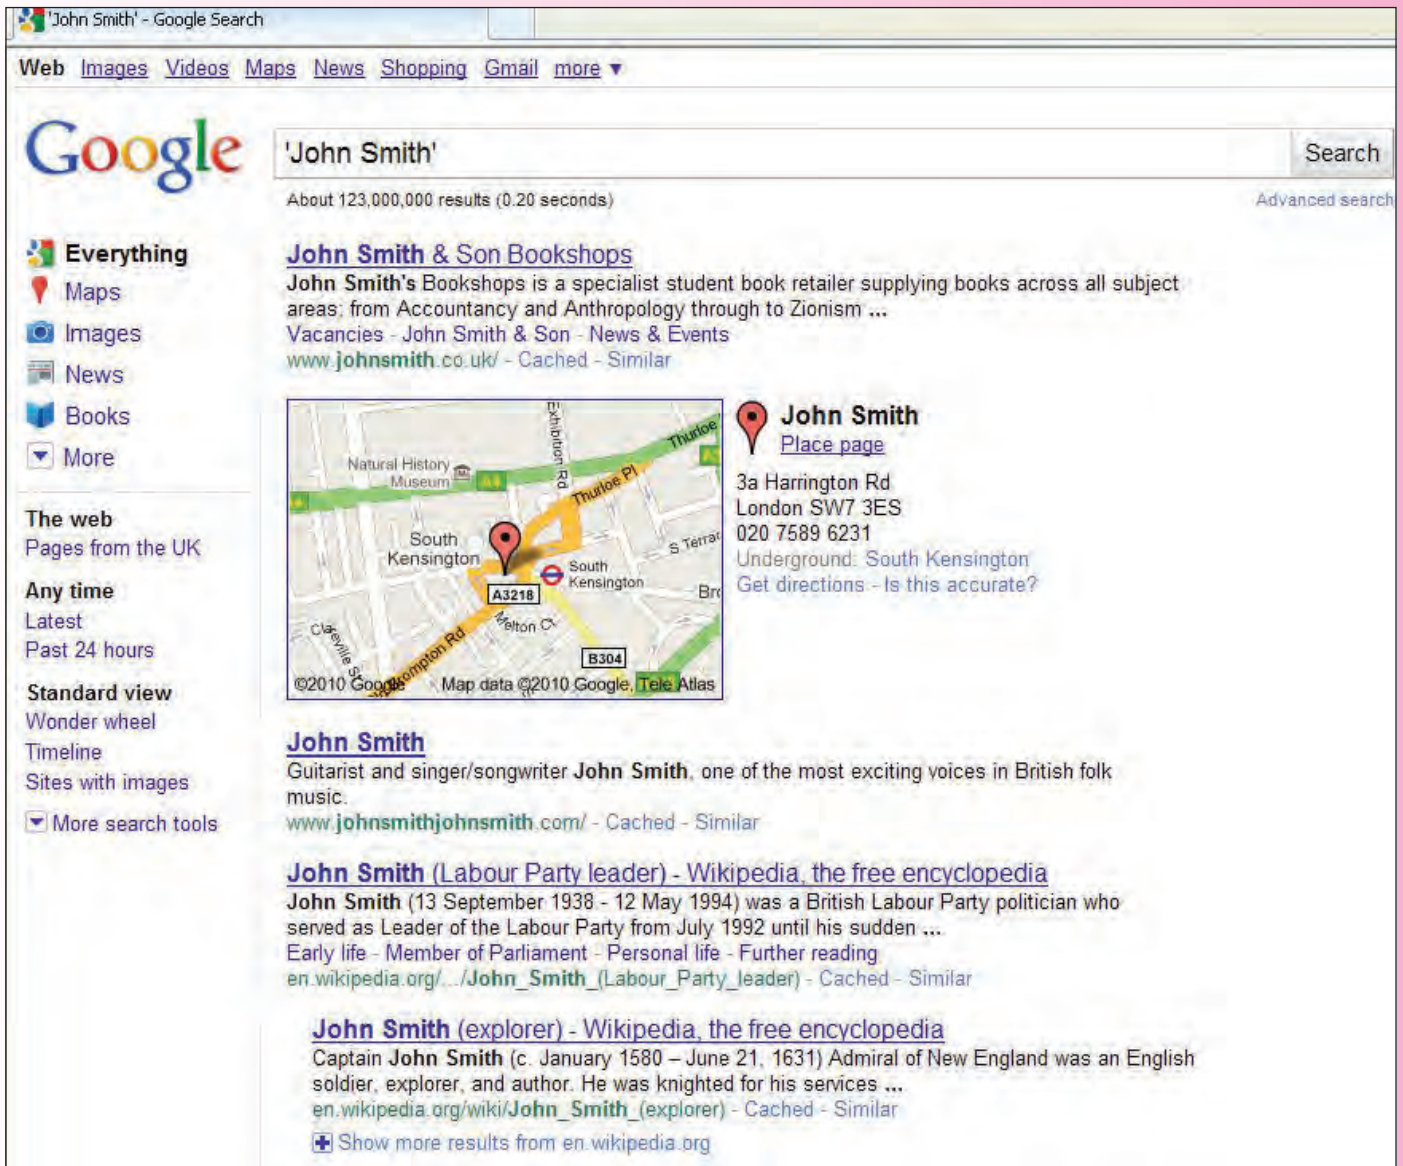 'John Smith' - Google Search
Web Images Videos Maps News Shopping Gmail more ▼
Google
'John Smith'
Search
About 123,000,000 results (0.20 seconds)
Advanced search
Everything
Maps
Images
News
Books
More
The web
Pages from the UK
Any time
Latest
Past 24 hours
Standard view
Wonder wheel
Timeline
Sites with images
More search tools
John Smith & Son Bookshops
John Smith's Bookshops is a specialist student book retailer supplying books across all subject
areas; from Accountancy and Anthropology through to Zionism ...
Vacancies - John Smith & Son - News & Events
www.johnsmith.co.uk/ - Cached - Similar
Exhibition Rd
Thurloe
Natural History
Museum
A4
Thurloe Pl
South
Kensington
S Terrac
South
Kensington
A3218
Bro
Melton Ct
B304
Brompton Rd
©2010 Google Map data ©2010 Google, Tele Atlas
John Smith
Place page
3a Harrington Rd
London SW7 3ES
020 7589 6231
Underground: South Kensington
Get directions - Is this accurate?
John Smith
Guitarist and singer/songwriter John Smith, one of the most exciting voices in British folk
music.
www.johnsmithjohnsmith.com/ - Cached - Similar
John Smith (Labour Party leader) - Wikipedia, the free encyclopedia
John Smith (13 September 1938 - 12 May 1994) was a British Labour Party politician who
served as Leader of the Labour Party from July 1992 until his sudden ...
Early life - Member of Parliament - Personal life - Further reading
en.wikipedia.org/.../John_Smith_(Labour_Party_leader) - Cached - Similar
John Smith (explorer) - Wikipedia, the free encyclopedia
Captain John Smith (c. January 1580 – June 21, 1631) Admiral of New England was an English
soldier, explorer, and author. He was knighted for his services ...
en.wikipedia.org/wiki/John_Smith_(explorer) - Cached - Similar
Show more results from en.wikipedia.org